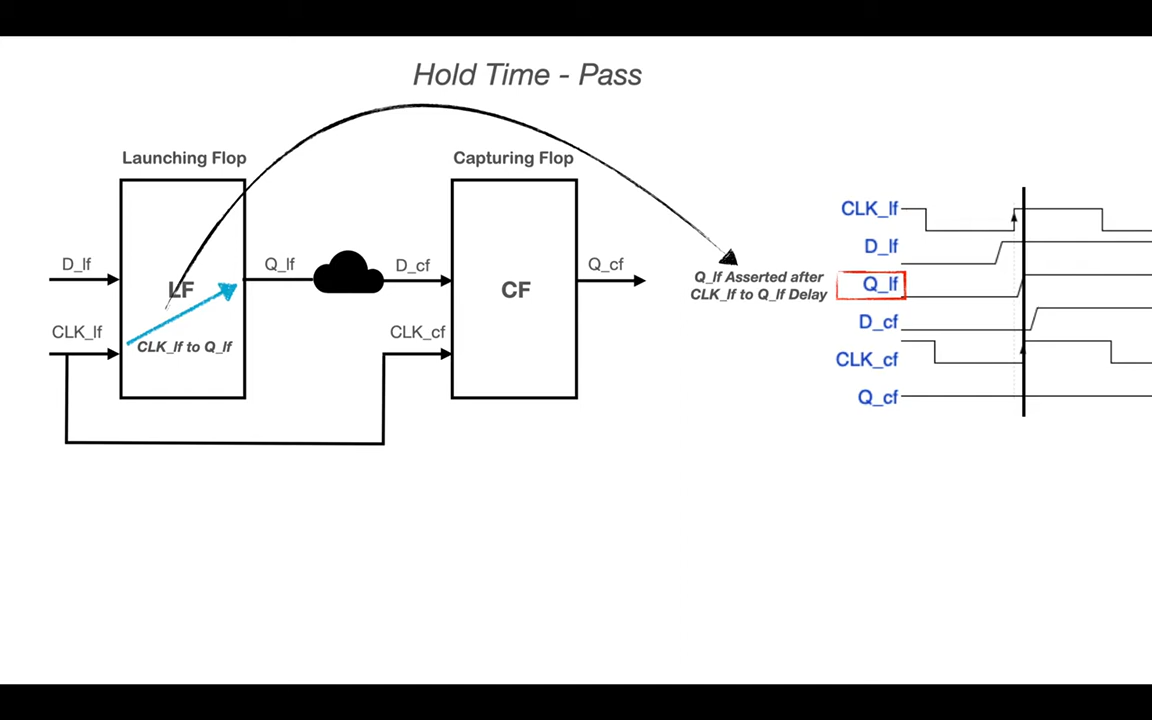 Hold Time - Pass
Launching Flop
Capturing Flop
D_lf
LF
Q_lf
D_cf
CF
Q_cf
CLK_lf
CLK_lf to Q_lf
CLK_cf
Q_lf Asserted after
CLK_lf to Q_lf Delay
CLK_lf
D_lf
Q_lf
D_cf
CLK_cf
Q_cf